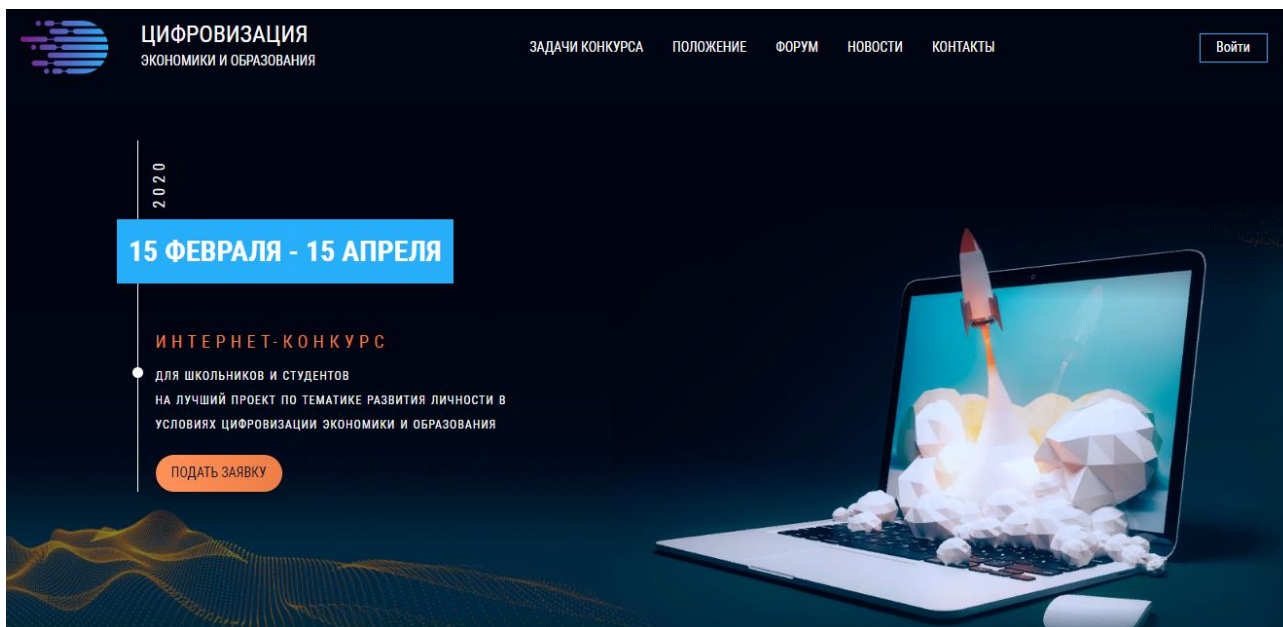 ЦИФРОВИЗАЦИЯ
ЭКОНОМИКИ И ОБРАЗОВАНИЯ
ЗАДАЧИ КОНКУРСА ПОЛОЖЕНИЕ ФОРУМ НОВОСТИ КОНТАКТЫ
Войти
2020
15 ФЕВРАЛЯ - 15 АПРЕЛЯ
ИНТЕРНЕТ-КОНКУРС
ДЛЯ ШКОЛЬНИКОВ И СТУДЕНТОВ
НА ЛУЧШИЙ ПРОЕКТ ПО ТЕМАТИКЕ РАЗВИТИЯ ЛИЧНОСТИ В
УСЛОВИЯХ ЦИФРОВИЗАЦИИ ЭКОНОМИКИ И ОБРАЗОВАНИЯ
ПОДАТЬ ЗАЯВКУ